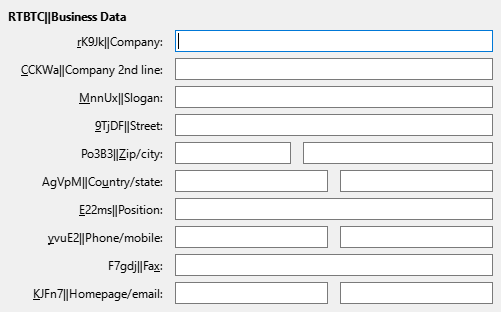 RTBTC||Business Data
rK9Jk||Company:
CCKWa||Company 2nd line:
MnnUx||Slogan:
9TjDF||Street:
Po3B3||Zip/city:
AgVpM||Country/state:
E22ms||Position:
yvuE2||Phone/mobile:
F7gdj||Fax:
KJFn7||Homepage/email: